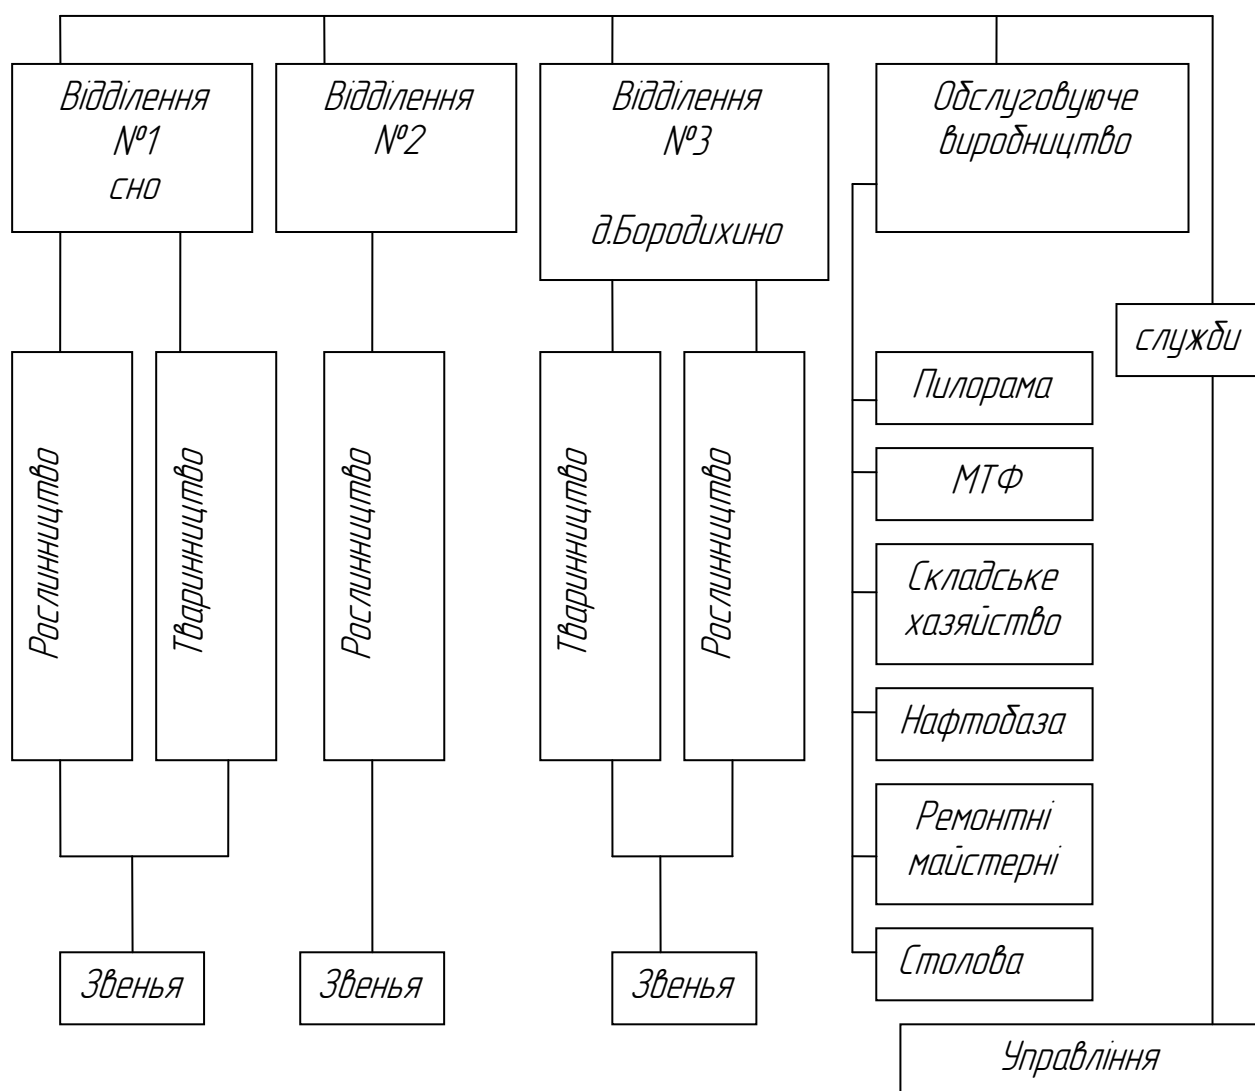 Відділення
№1
сно
Відділення
№2
Відділення
№3
д.Бородихино
Обслуговуюче
виробництво
служби
Рослинництво
Тваринництво
Рослинництво
Тваринництво
Рослинництво
Пилорама
МТФ
Складське
хазяйство
Нафтобаза
Ремонтні
майстерні
Столова
Звенья
Звенья
Звенья
Управління